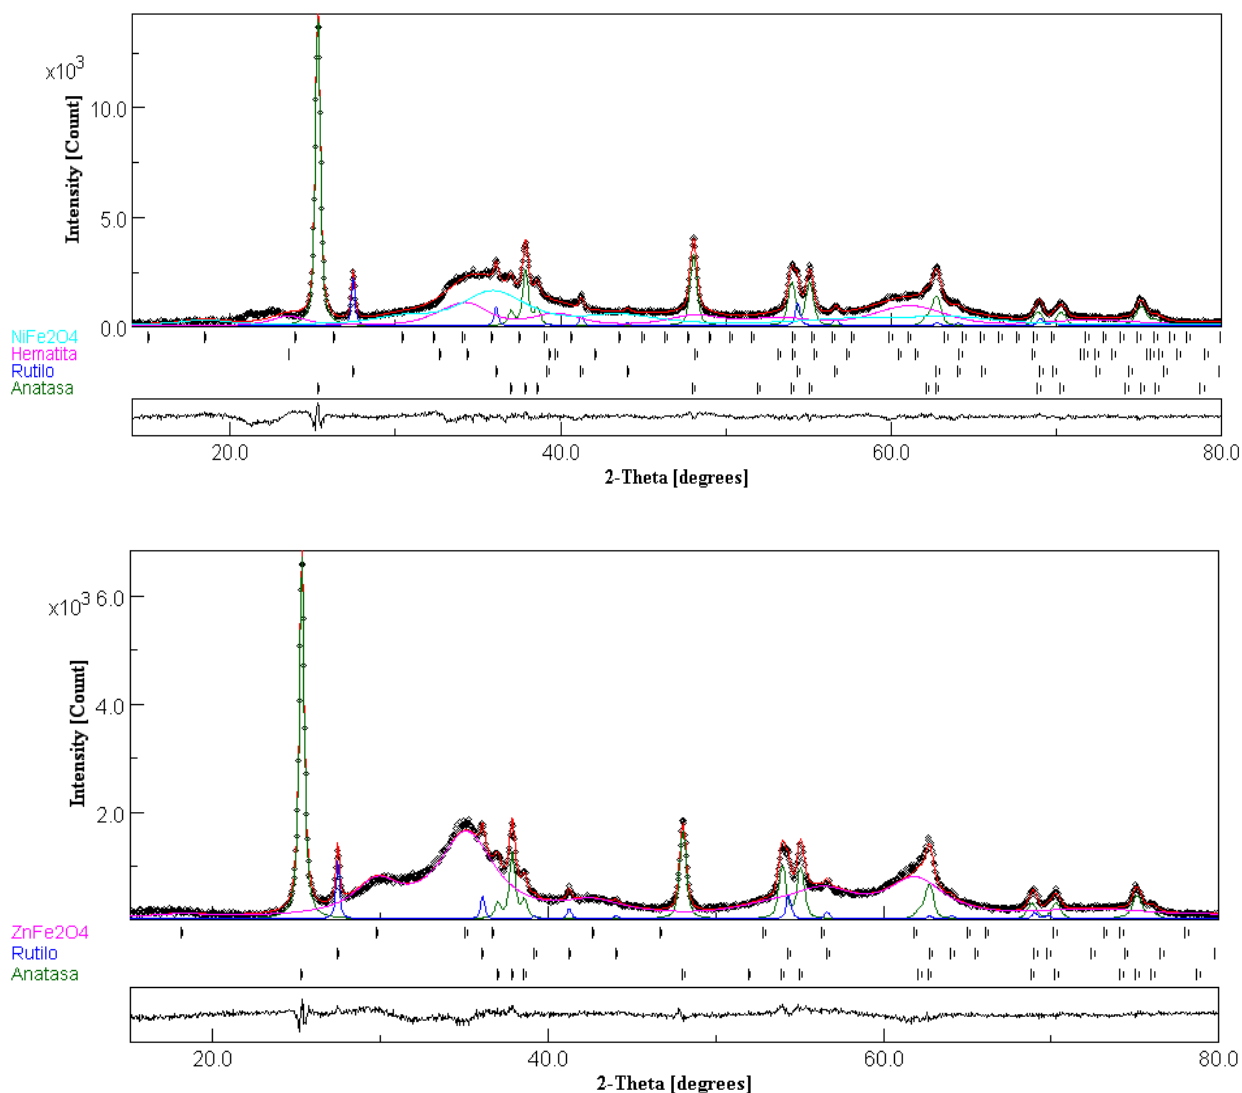 x10³
10.0
5.0
0.0
Intensity [Count]
NiFe2O4
Hematita
Rutilo
Anatasa
20.0 40.0 60.0 80.0
2-Theta [degrees]
x10³ 6.0
4.0
2.0
Intensity [Count]
ZnFe2O4
Rutilo
Anatasa
20.0 40.0 60.0 80.0
2-Theta [degrees]